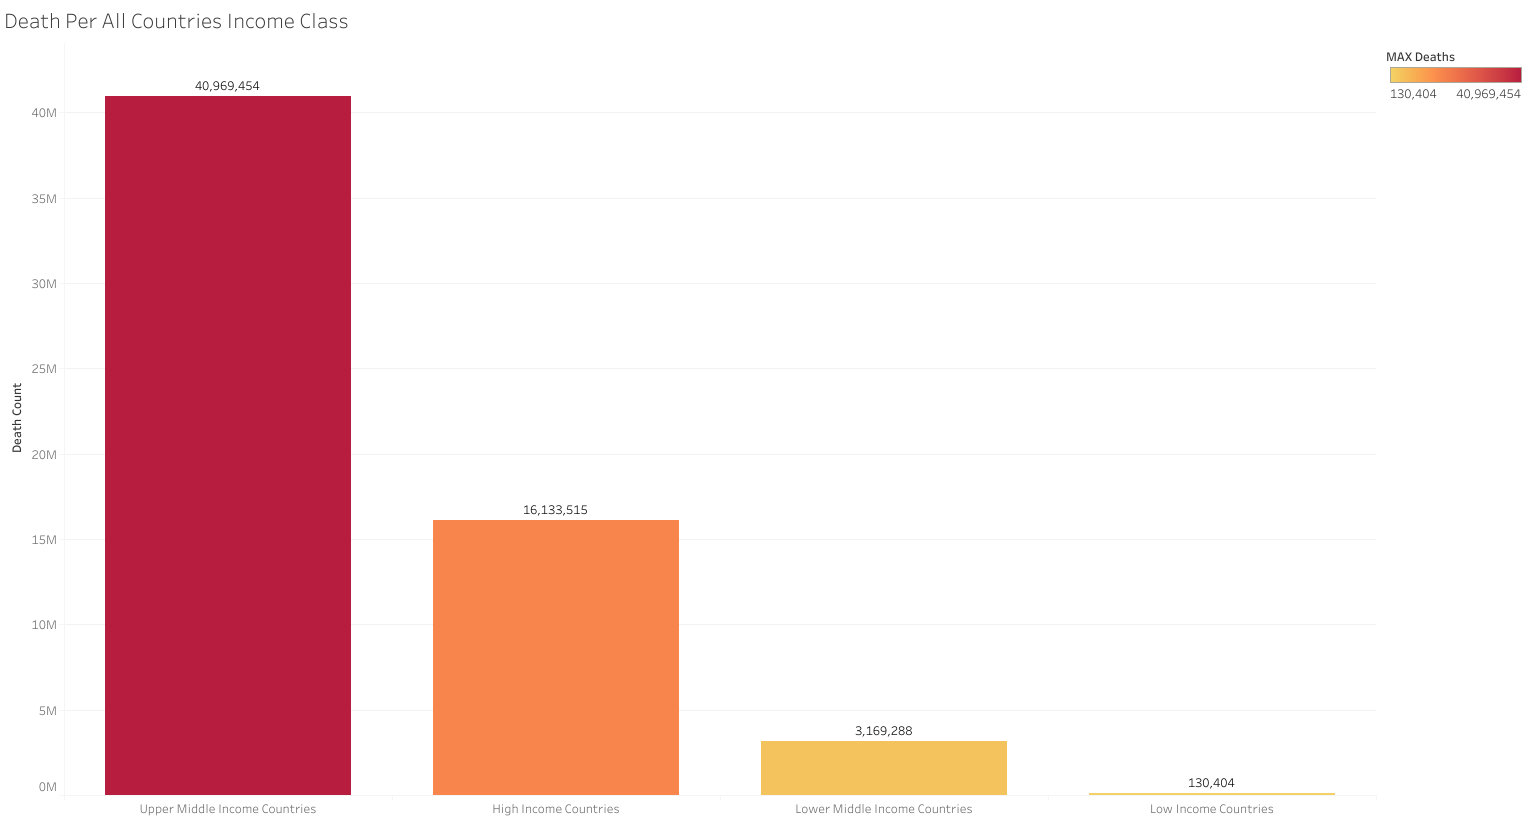 Death Per All Countries Income Class
MAX Deaths
130,404 40,969,454
Death Count
40M
35M
30M
25M
20M
15M
10M
5M
0M
40,969,454
16,133,515
3,169,288
130,404
Upper Middle Income Countries
High Income Countries
Lower Middle Income Countries
Low Income Countries